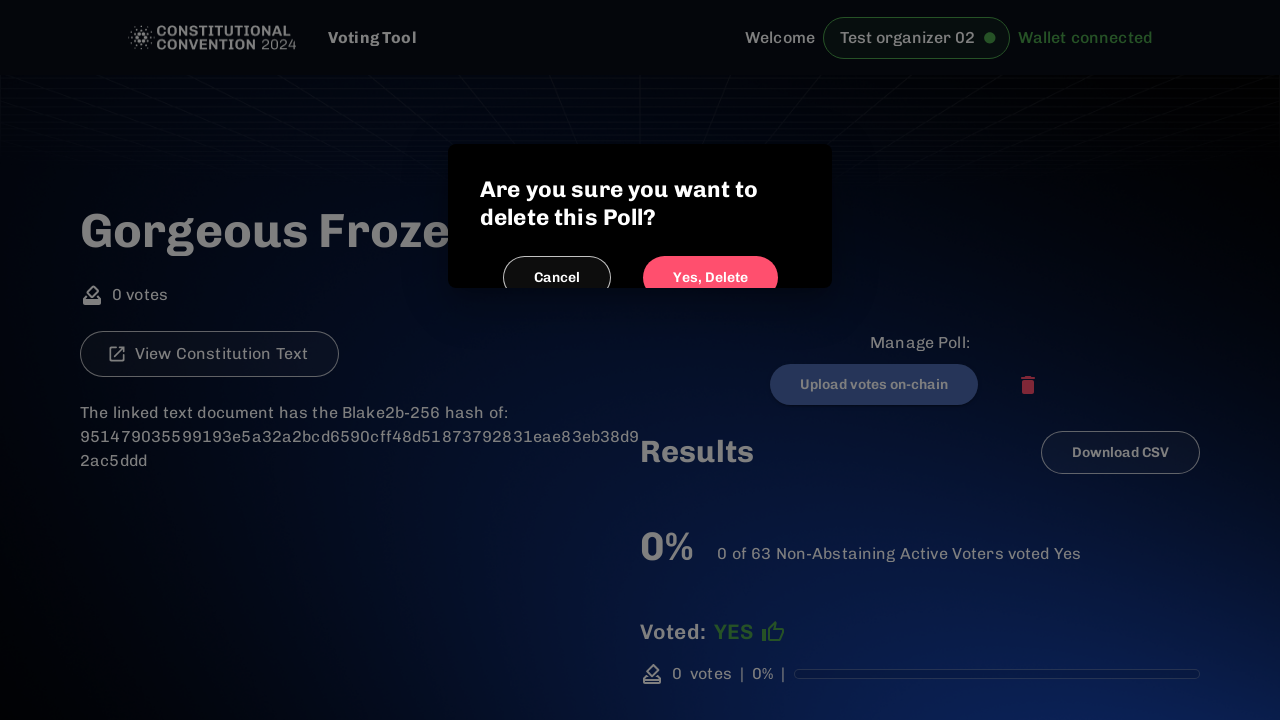 CONSTITUTIONAL
CONVENTION 2024
Voting Tool
Welcome
Test organizer 02
Wallet connected
Are you sure you want to
delete this Poll?
Cancel
Yes, Delete
Gorgeous Froze
0 votes
View Constitution Text
The linked text document has the Blake2b-256 hash of:
951479035599193e5a32a2bcd6590cff48d51873792831eae83eb38d9
2ac5ddd
Manage Poll:
Upload votes on-chain
Results
Download CSV
0%
0 of 63 Non-Abstaining Active Voters voted Yes
Voted: YES
0 votes | 0% |